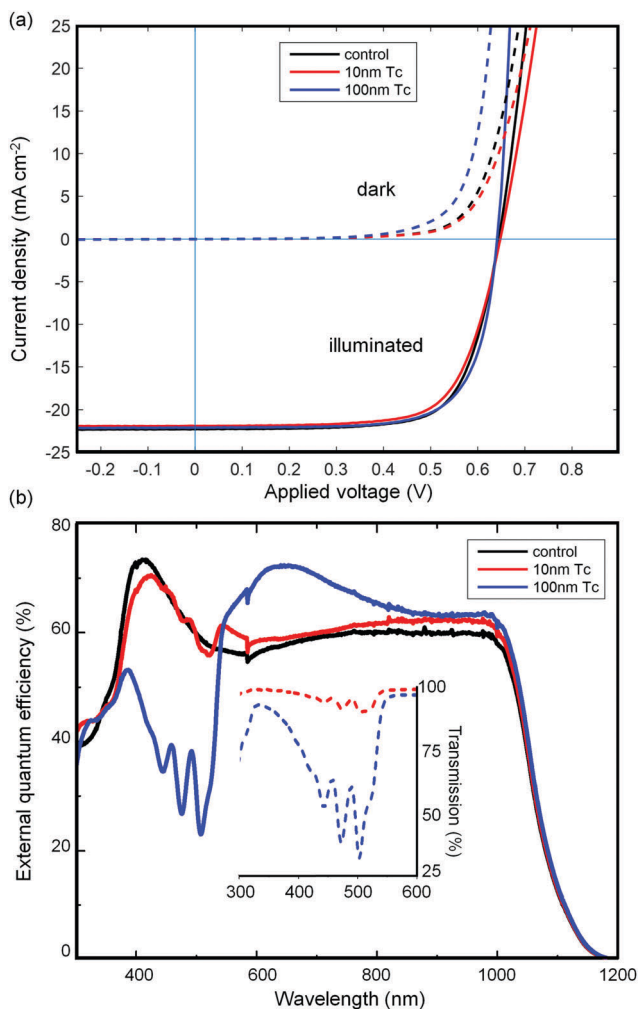 (a)
25
20
15
10
5
0
-5
-10
-15
-20
-25
Current density (mA cm-2)
control
10nm Tc
100nm Tc
dark
illuminated
-0.2 -0.1 0 0.1 0.2 0.3 0.4 0.5 0.6 0.7 0.8
Applied voltage (V)
(b)
80
60
40
20
0
External quantum efficiency (%)
control
10nm Tc
100nm Tc
100
75
50
25
Transmission (%)
300 400 500 600
400 600 800 1000 1200
Wavelength (nm)